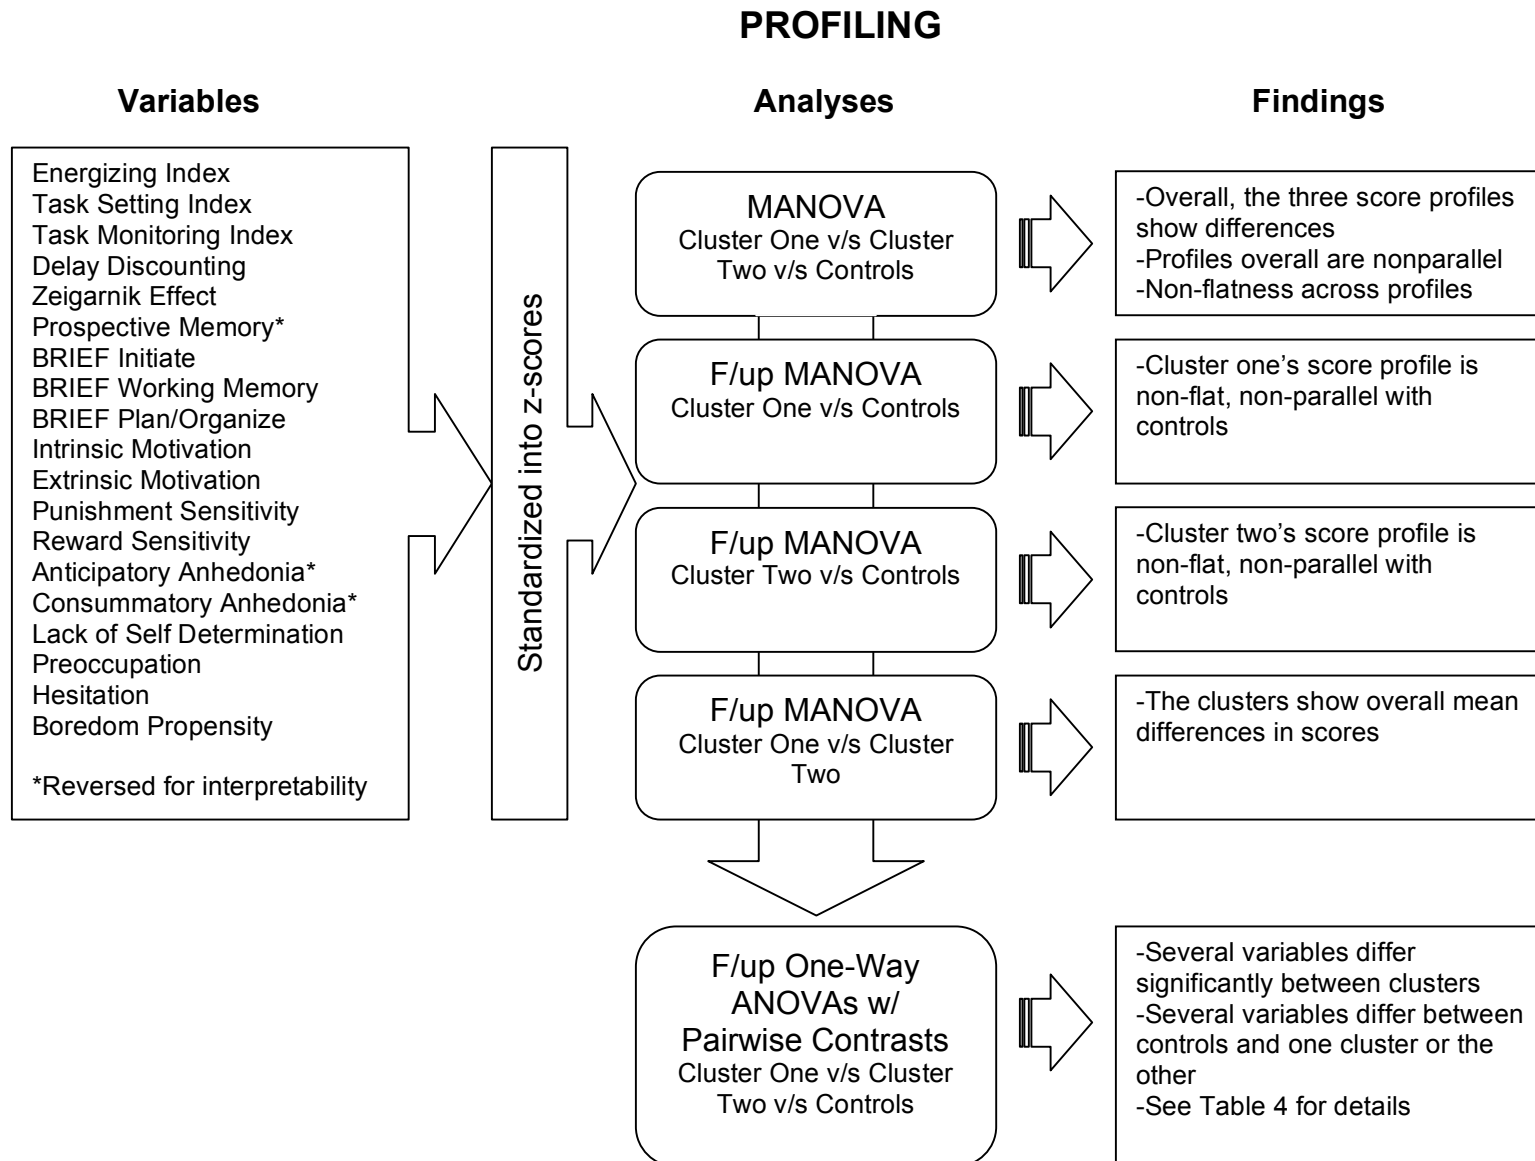 PROFILING
Variables
Analyses
Findings
Energizing Index
Task Setting Index
Task Monitoring Index
Delay Discounting
Zeigarnik Effect
Prospective Memory*
BRIEF Initiate
BRIEF Working Memory
BRIEF Plan/Organize
Intrinsic Motivation
Extrinsic Motivation
Punishment Sensitivity
Reward Sensitivity
Anticipatory Anhedonia*
Consummatory Anhedonia*
Lack of Self Determination
Preoccupation
Hesitation
Boredom Propensity
*Reversed for interpretability
Standardized into z-scores
MANOVA
Cluster One v/s Cluster
Two v/s Controls
-Overall, the three score profiles
show differences
-Profiles overall are nonparallel
-Non-flatness across profiles
F/up MANOVA
Cluster One v/s Controls
-Cluster one's score profile is
non-flat, non-parallel with
controls
F/up MANOVA
Cluster Two v/s Controls
-Cluster two's score profile is
non-flat, non-parallel with
controls
F/up MANOVA
Cluster One v/s Cluster
Two
-The clusters show overall mean
differences in scores
F/up One-Way
ANOVAs w/
Pairwise Contrasts
Cluster One v/s Cluster
Two v/s Controls
-Several variables differ
significantly between clusters
-Several variables differ between
controls and one cluster or the
other
-See Table 4 for details